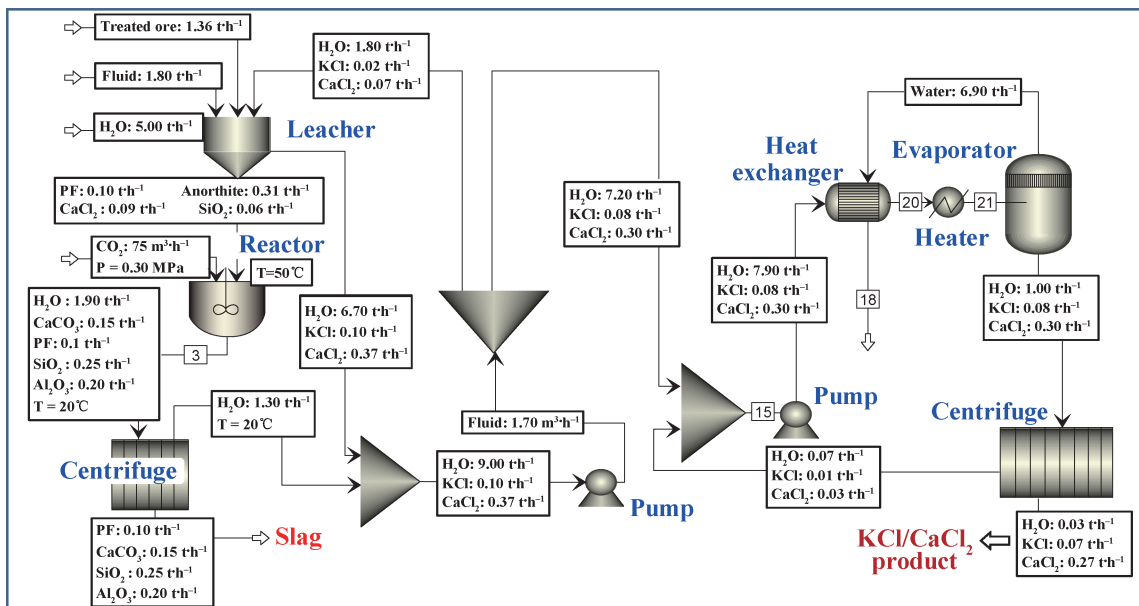 Treated ore: 1.36 t·h⁻¹
Fluid: 1.80 t·h⁻¹
H₂O: 5.00 t·h⁻¹
H₂O: 1.80 t·h⁻¹
KCl: 0.02 t·h⁻¹
CaCl₂: 0.07 t·h⁻¹
Leacher
PF: 0.10 t·h⁻¹ Anorthite: 0.31 t·h⁻¹
CaCl₂: 0.09 t·h⁻¹ SiO₂: 0.06 t·h⁻¹
CO₂: 75 m³·h⁻¹
P = 0.30 MPa
Reactor
T=50℃
H₂O : 1.90 t·h⁻¹
CaCO₃: 0.15 t·h⁻¹
PF: 0.1 t·h⁻¹
SiO₂ : 0.25 t·h⁻¹
Al₂O₃: 0.20 t·h⁻¹
T = 20℃
3
H₂O: 6.70 t·h⁻¹
KCl: 0.10 t·h⁻¹
CaCl₂: 0.37 t·h⁻¹
H₂O: 1.30 t·h⁻¹
T = 20℃
Centrifuge
PF: 0.10 t·h⁻¹
CaCO₃: 0.15 t·h⁻¹
SiO₂ : 0.25 t·h⁻¹
Al₂O₃: 0.20 t·h⁻¹
Slag
H₂O: 9.00 t·h⁻¹
KCl: 0.10 t·h⁻¹
CaCl₂: 0.37 t·h⁻¹
Fluid: 1.70 m³·h⁻¹
Pump
H₂O: 7.20 t·h⁻¹
KCl: 0.08 t·h⁻¹
CaCl₂: 0.30 t·h⁻¹
15
Pump
H₂O: 7.90 t·h⁻¹
KCl: 0.08 t·h⁻¹
CaCl₂: 0.30 t·h⁻¹
Heat
exchanger
18
20
Heater
21
Water: 6.90 t·h⁻¹
Evaporator
H₂O: 1.00 t·h⁻¹
KCl: 0.08 t·h⁻¹
CaCl₂: 0.30 t·h⁻¹
Centrifuge
H₂O: 0.07 t·h⁻¹
KCl: 0.01 t·h⁻¹
CaCl₂: 0.03 t·h⁻¹
H₂O: 0.03 t·h⁻¹
KCl: 0.07 t·h⁻¹
CaCl₂: 0.27 t·h⁻¹
KCl/CaCl₂
product